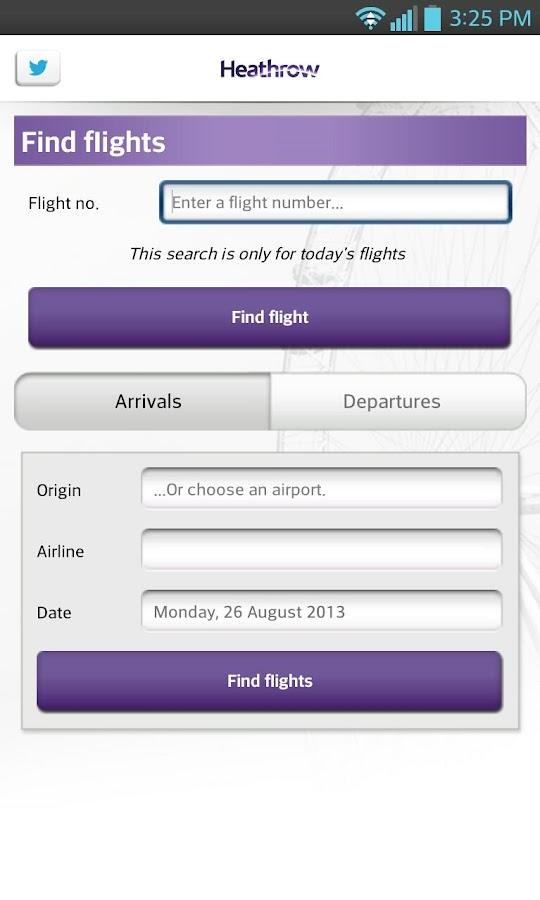 3:25 PM
Heathrow
Find flights
Flight no.
Enter a flight number...
This search is only for today's flights
Find flight
Arrivals
Departures
Origin
...Or choose an airport.
Airline
Date
Monday, 26 August 2013
Find flights